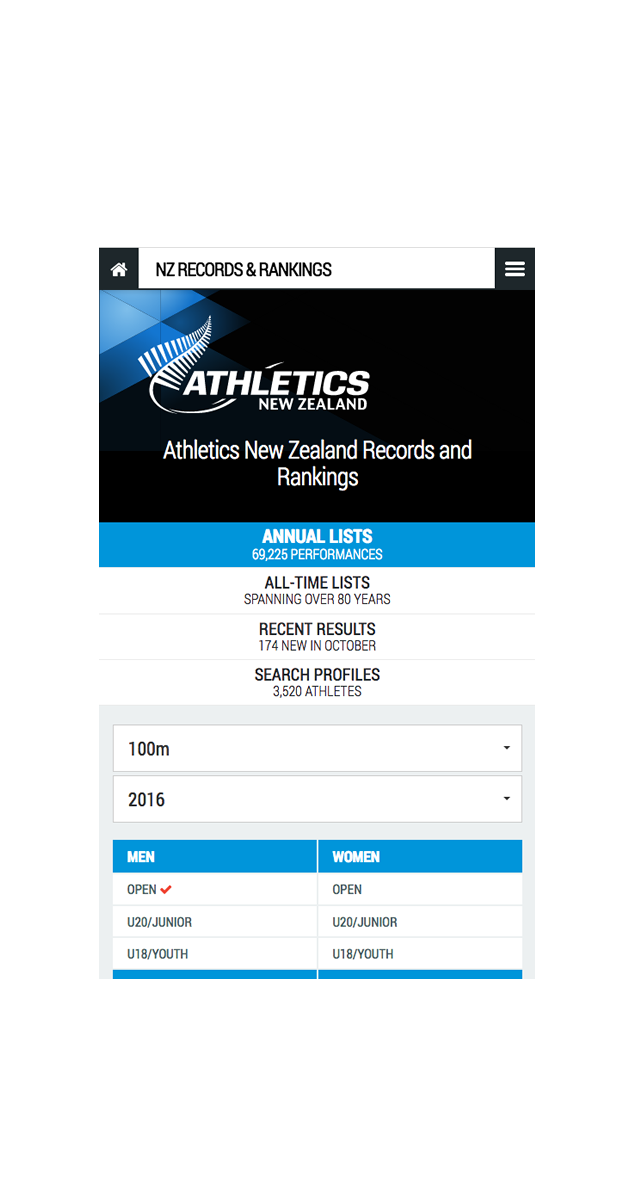 NZ RECORDS & RANKINGS
ATHLETICS
NEW ZEALAND
Athletics New Zealand Records and
Rankings
ANNUAL LISTS
69,225 PERFORMANCES
ALL-TIME LISTS
SPANNING OVER 80 YEARS
RECENT RESULTS
174 NEW IN OCTOBER
SEARCH PROFILES
3,520 ATHLETES
100m
2016
MEN WOMEN
OPEN OPEN
U20/JUNIOR U20/JUNIOR
U18/YOUTH U18/YOUTH